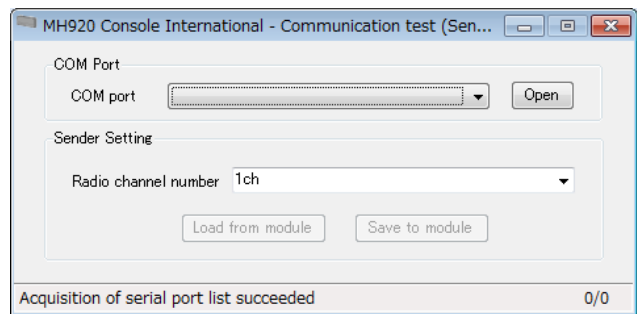 MH920 Console International - Communication test (Sen...
COM Port
COM port Open
Sender Setting
Radio channel number 1ch
Load from module Save to module
Acquisition of serial port list succeeded 0/0